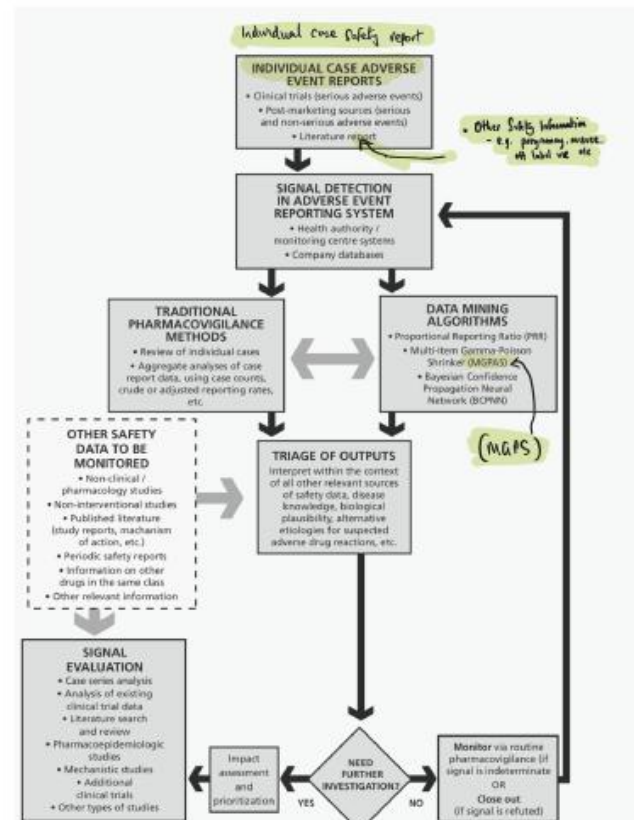 Individual case safety report
INDIVIDUAL CASE ADVERSE
EVENT REPORTS
• Clinical trials (serious adverse events)
• Post-marketing sources (serious
and non-serious adverse events)
• Literature report
• Other Safety Information
- e.g. pregnancy, misuse
off label use etc
SIGNAL DETECTION
IN ADVERSE EVENT
REPORTING SYSTEM
• Health authority /
monitoring centre systems
• Company databases
TRADITIONAL
PHARMACOVIGILANCE
METHODS
• Review of individual cases
• Aggregate analyses of case
report data, using case counts,
crude or adjusted reporting rates,
etc.
DATA MINING
ALGORITHMS
• Proportional Reporting Ratio (PRR)
• Multi-item Gamma-Poisson
Shrinker (MGPAS)
• Bayesian Confidence
Propagation Neural
Network (BCPNN)
(MGPS)
OTHER SAFETY
DATA TO BE
MONITORED
• Non-clinical /
pharmacology studies
• Non-interventional studies
• Published literature
(study reports, machanism
of action, etc.)
• Periodic safety reports
• Information on other
drugs in the same class
• Other relevant information
TRIAGE OF OUTPUTS
Interpret within the context
of all other relevant sources
of safety data, disease
knowledge, biological
plausibility, alternative
etiologies for suspected
adverse drug reactions, etc.
SIGNAL
EVALUATION
• Case series analysis
• Analysis of existing
clinical trial data
• Literature search
and review
• Pharmacoepidemiologic
studies
• Mechanistic studies
• Additional
clinical trials
• Other types of studies
Impact
assessment
and
prioritization
YES
NEED
FURTHER
INVESTIGATION?
NO
Monitor via routine
pharmacovigilance (if
signal is indeterminate
OR
Close out
(if signal is refuted)